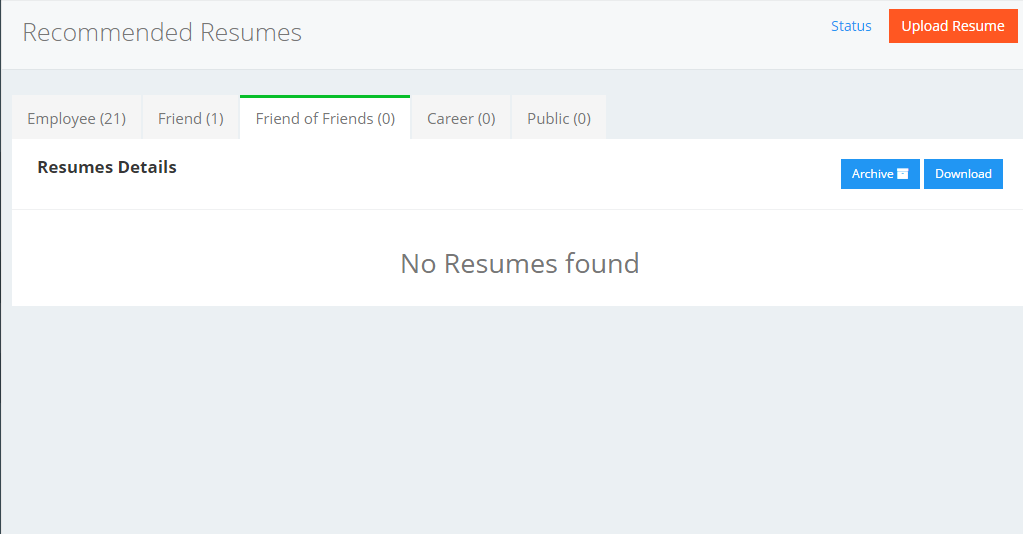 Recommended Resumes
Status
Upload Resume
Employee (21)
Friend (1)
Friend of Friends (0)
Career (0)
Public (0)
Resumes Details
Archive
Download
No Resumes found